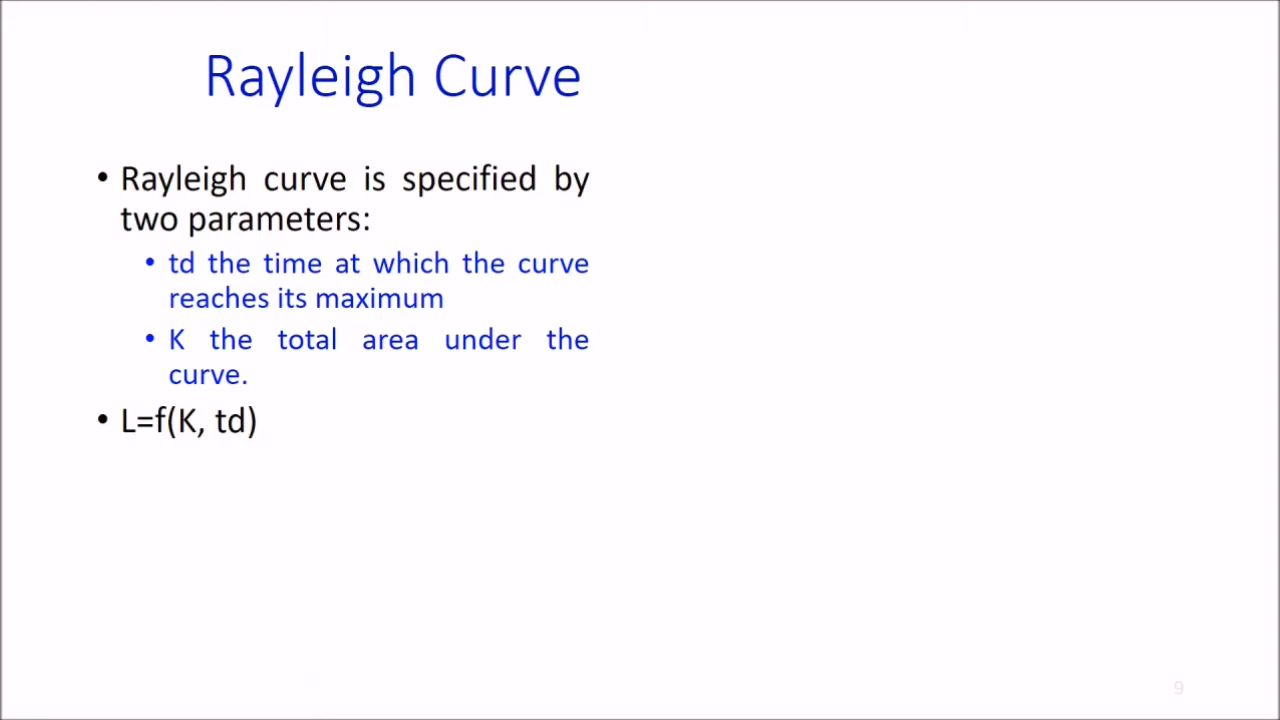 Rayleigh Curve
• Rayleigh curve is specified by
two parameters:
• td the time at which the curve
reaches its maximum
• K the total area under the
curve.
• L=f(K, td)
9